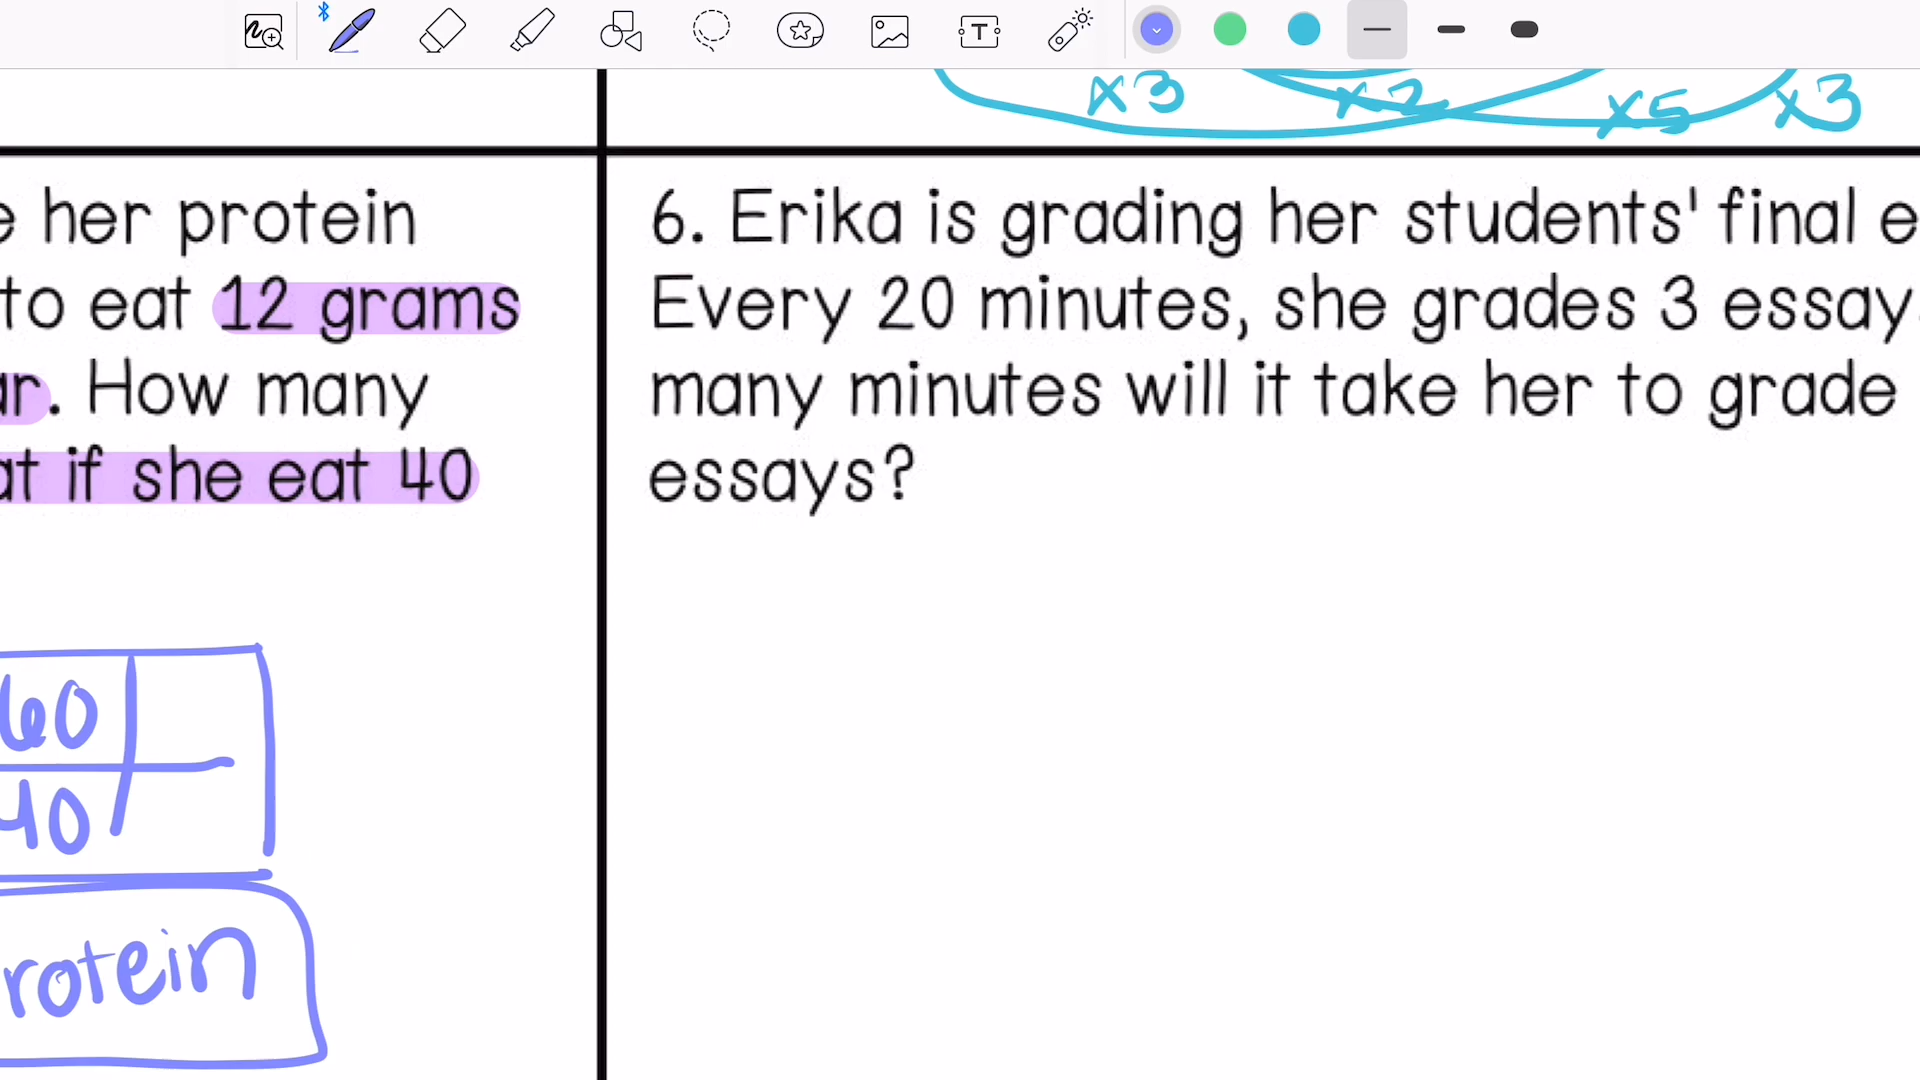 x3 x2 x5 x3
her protein
to eat 12 grams
How many
if she eat 40
60
40
6. Erika is grading her students' final
Every 20 minutes, she grades 3
many minutes will it take her to grade
essays?